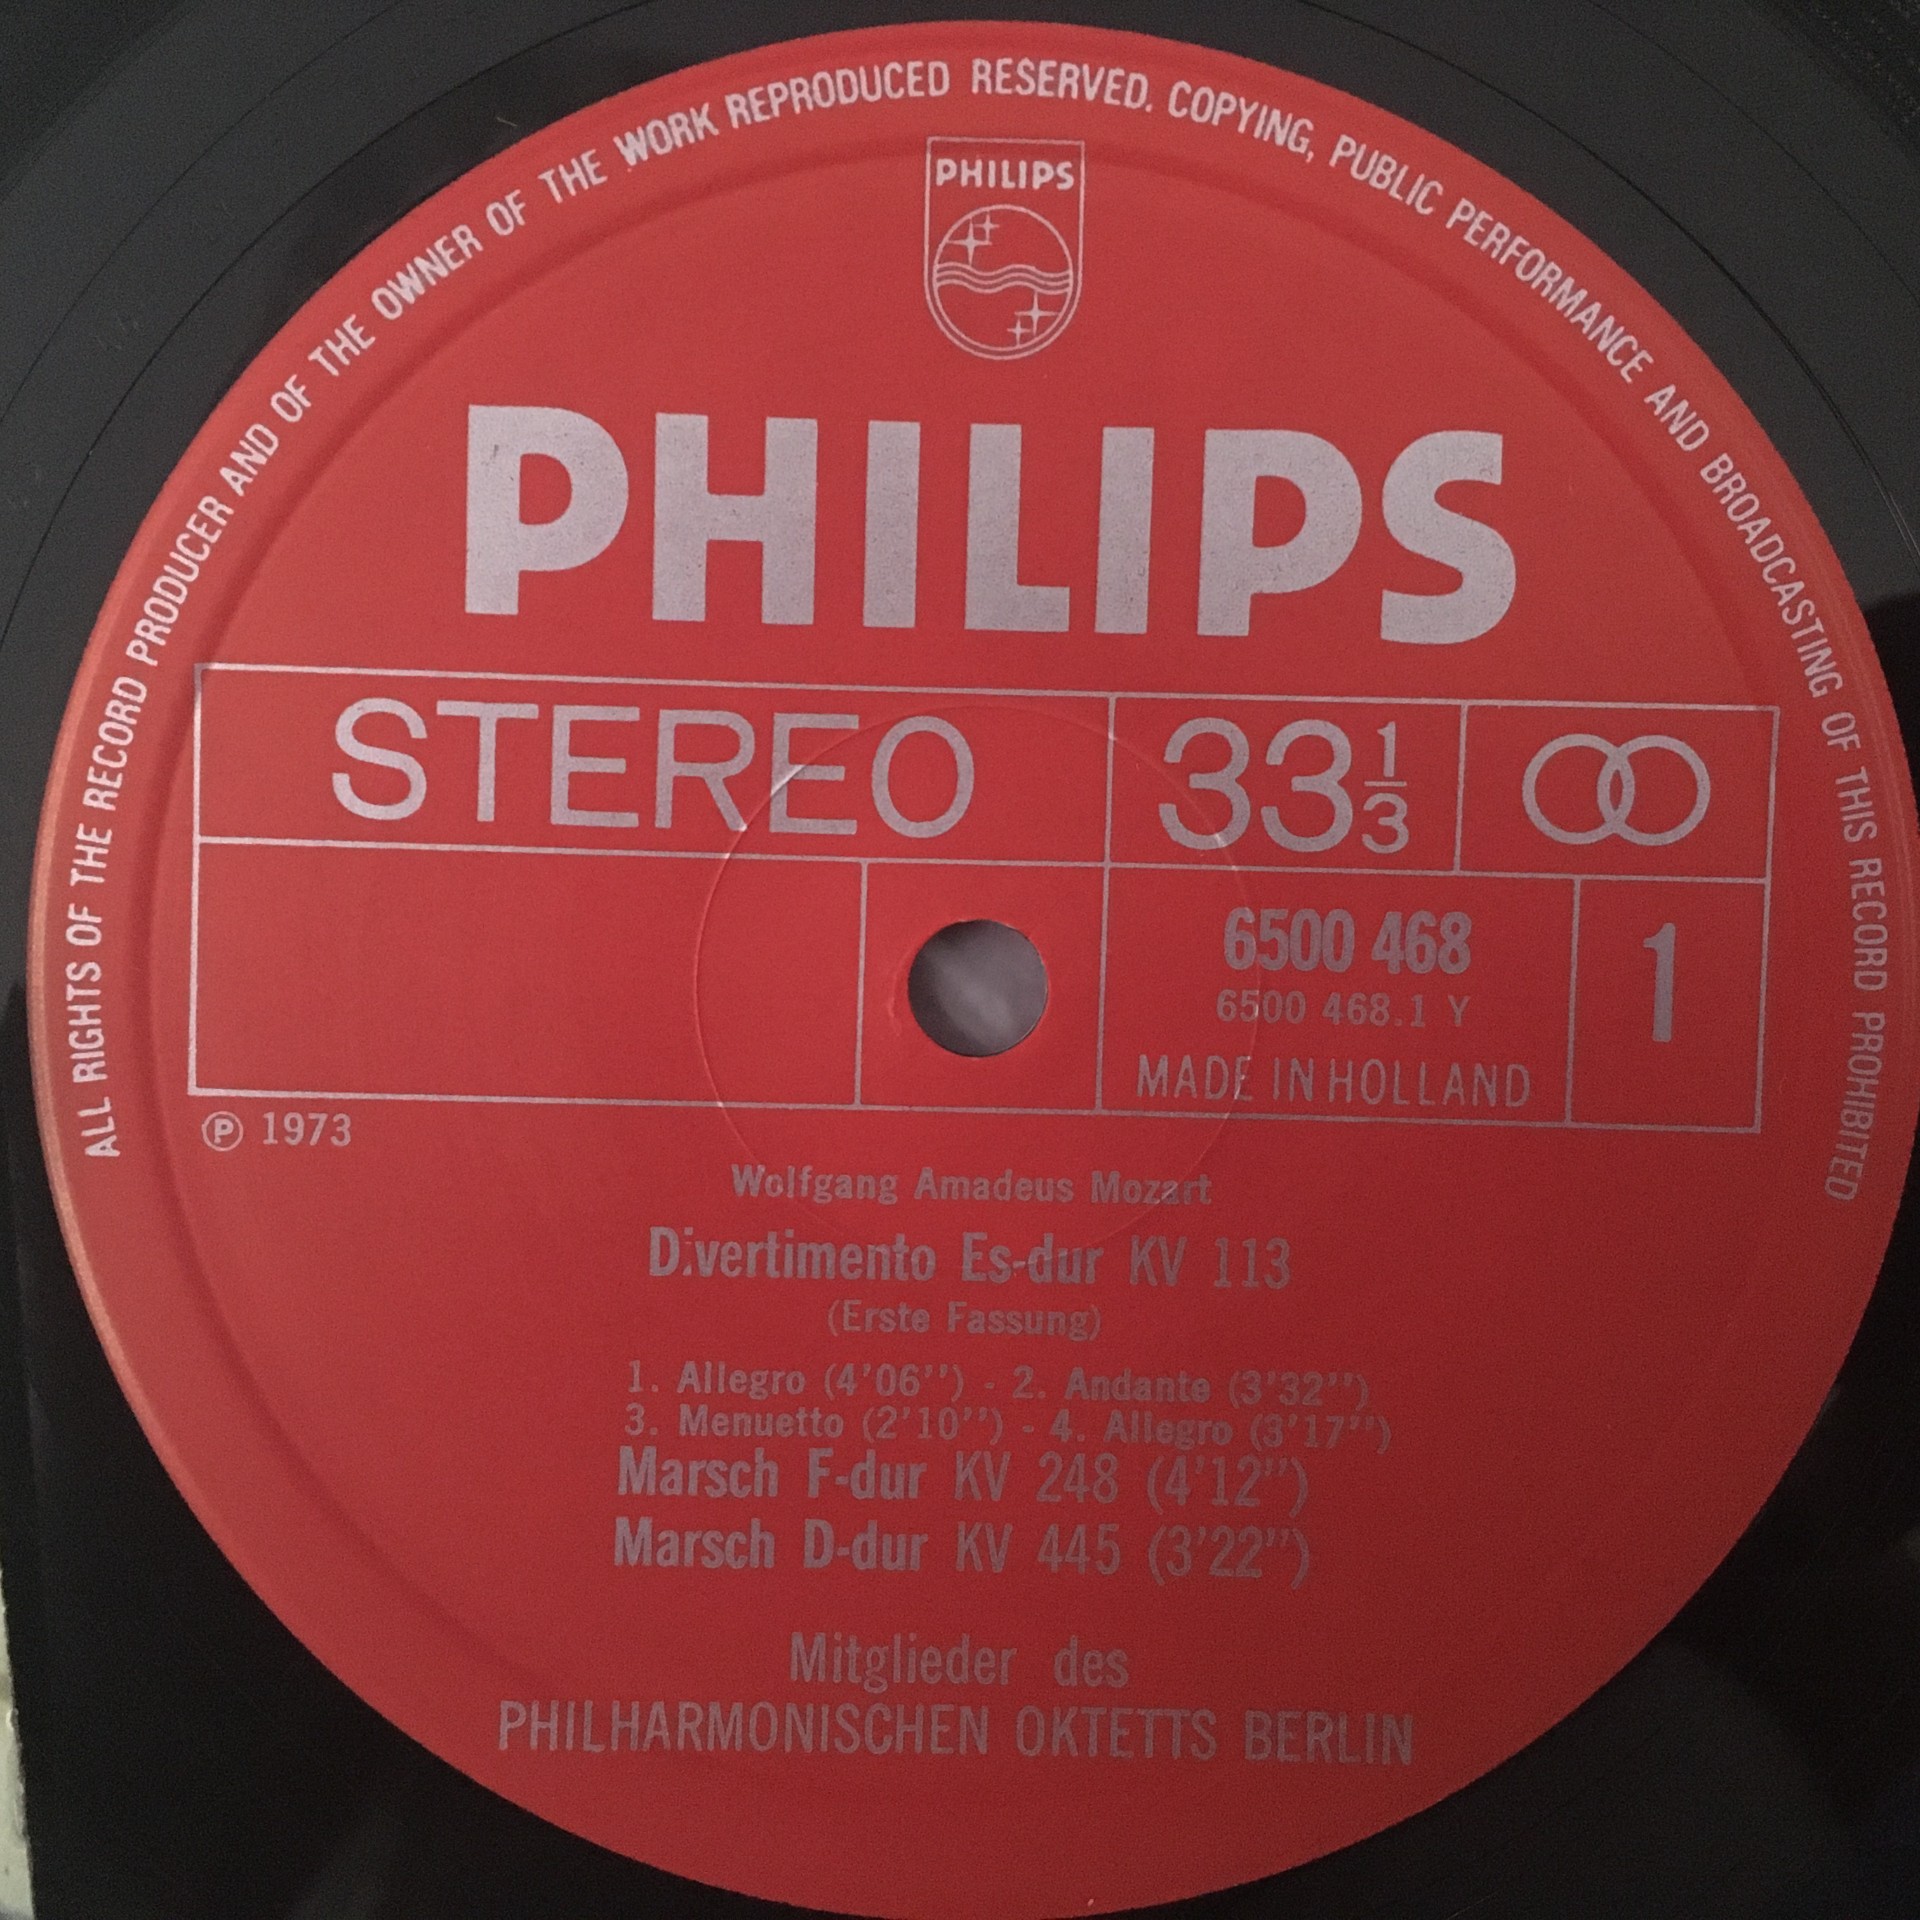 ALL RIGHTS OF THE RECORD PRODUCER AND OF THE OWNER OF THE WORK REPRODUCED RESERVED. COPYING, PUBLIC PERFORMANCE AND BROADCASTING OF THIS RECORD PROHIBITED
PHILIPS
PHILIPS
STEREO 33 1/3
6500 468 1
6500 468.1 Y
MADE IN HOLLAND
℗ 1973
Wolfgang Amadeus Mozart
Divertimento Es-dur KV 113
(Erste Fassung)
1. Allegro (4'06'') - 2. Andante (3'32'')
3. Menuetto (2'10'') - 4. Allegro (3'17'')
Marsch F-dur KV 248 (4'12'')
Marsch D-dur KV 445 (3'22'')
Mitglieder des
PHILHARMONISCHEN OKTETTS BERLIN